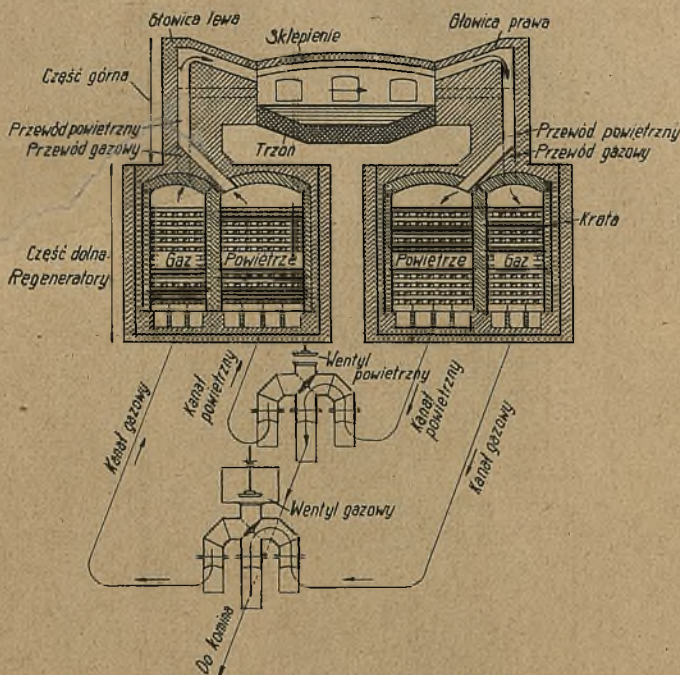 Głowica lewa
Sklepienie
Głowica prawa
Część górna
Przewód powietrzny
Przewód gazowy
Trzon
Przewód powietrzny
Przewód gazowy
Krata
Część dolna-
Regeneratory
Gaz
Powietrze
Powietrze
Gaz
Wentyl
powietrzny
Kanał
powietrzny
Kanał
powietrzny
Kanał gazowy
Kanał gazowy
Wentyl gazowy
Do komina